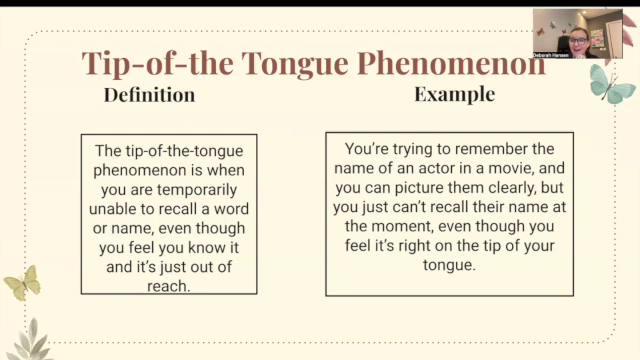 Tip-of-the Tongue Phenomenon
Deborah Hansen
Definition
The tip-of-the-tongue
phenomenon is when
you are temporarily
unable to recall a word
or name, even though
you feel you know it
and it's just out of
reach.
Example
You're trying to remember the
name of an actor in a movie, and
you can picture them clearly, but
you just can't recall their name at
the moment, even though you
feel it's right on the tip of your
tongue.